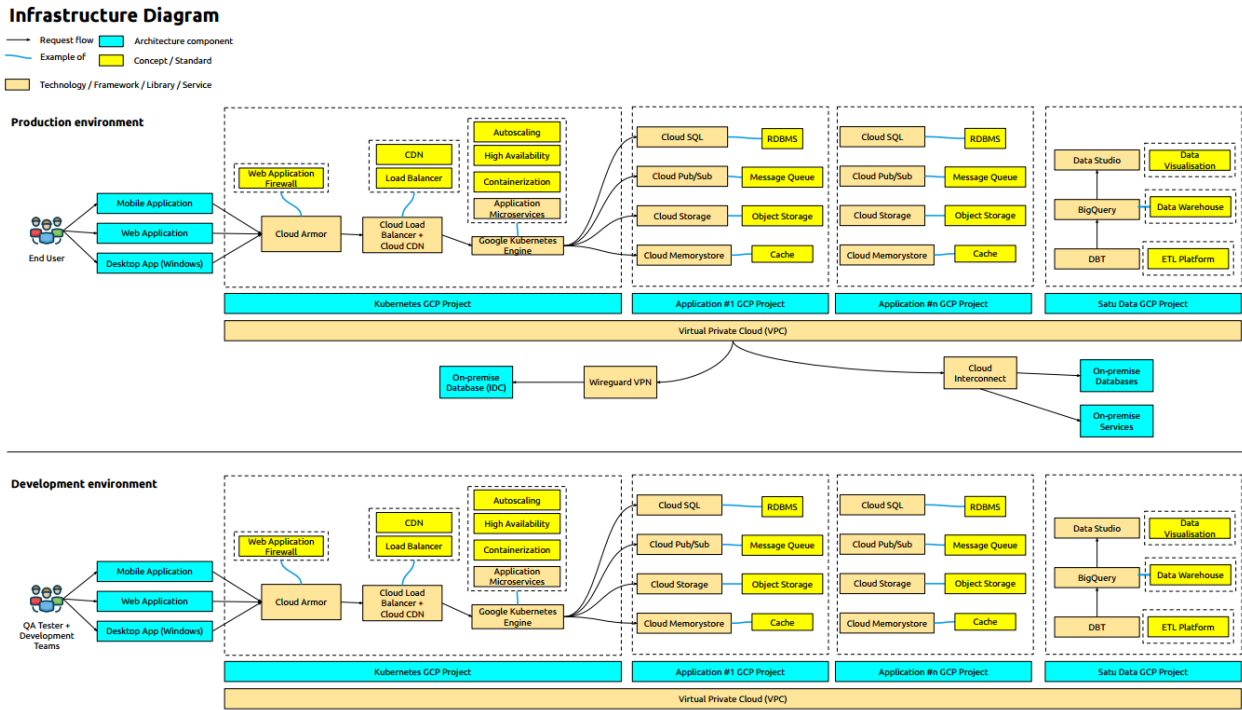 Infrastructure Diagram
Request flow
Architecture component
Example of
Concept / Standard
Technology / Framework / Library / Service
Production environment
End User
Mobile Application
Web Application
Desktop App (Windows)
Web Application
Firewall
Cloud Armor
CDN
Load Balancer
Cloud Load
Balancer +
Cloud CDN
Autoscaling
High Availability
Containerization
Application
Microservices
Google Kubernetes
Engine
Kubernetes GCP Project
Cloud SQL
RDBMS
Cloud Pub/Sub
Message Queue
Cloud Storage
Object Storage
Cloud Memorystore
Cache
Application #1 GCP Project
Cloud SQL
RDBMS
Cloud Pub/Sub
Message Queue
Cloud Storage
Object Storage
Cloud Memorystore
Cache
Application #n GCP Project
Data Studio
Data
Visualisation
BigQuery
Data Warehouse
DBT
ETL Platform
Satu Data GCP Project
Virtual Private Cloud (VPC)
On-premise
Database (IDC)
Wireguard VPN
Cloud
Interconnect
On-premise
Databases
On-premise
Services
Development environment
QA Tester +
Development
Teams
Mobile Application
Web Application
Desktop App (Windows)
Web Application
Firewall
Cloud Armor
CDN
Load Balancer
Cloud Load
Balancer +
Cloud CDN
Autoscaling
High Availability
Containerization
Application
Microservices
Google Kubernetes
Engine
Kubernetes GCP Project
Cloud SQL
RDBMS
Cloud Pub/Sub
Message Queue
Cloud Storage
Object Storage
Cloud Memorystore
Cache
Application #1 GCP Project
Cloud SQL
RDBMS
Cloud Pub/Sub
Message Queue
Cloud Storage
Object Storage
Cloud Memorystore
Cache
Application #n GCP Project
Data Studio
Data
Visualisation
BigQuery
Data Warehouse
DBT
ETL Platform
Satu Data GCP Project
Virtual Private Cloud (VPC)